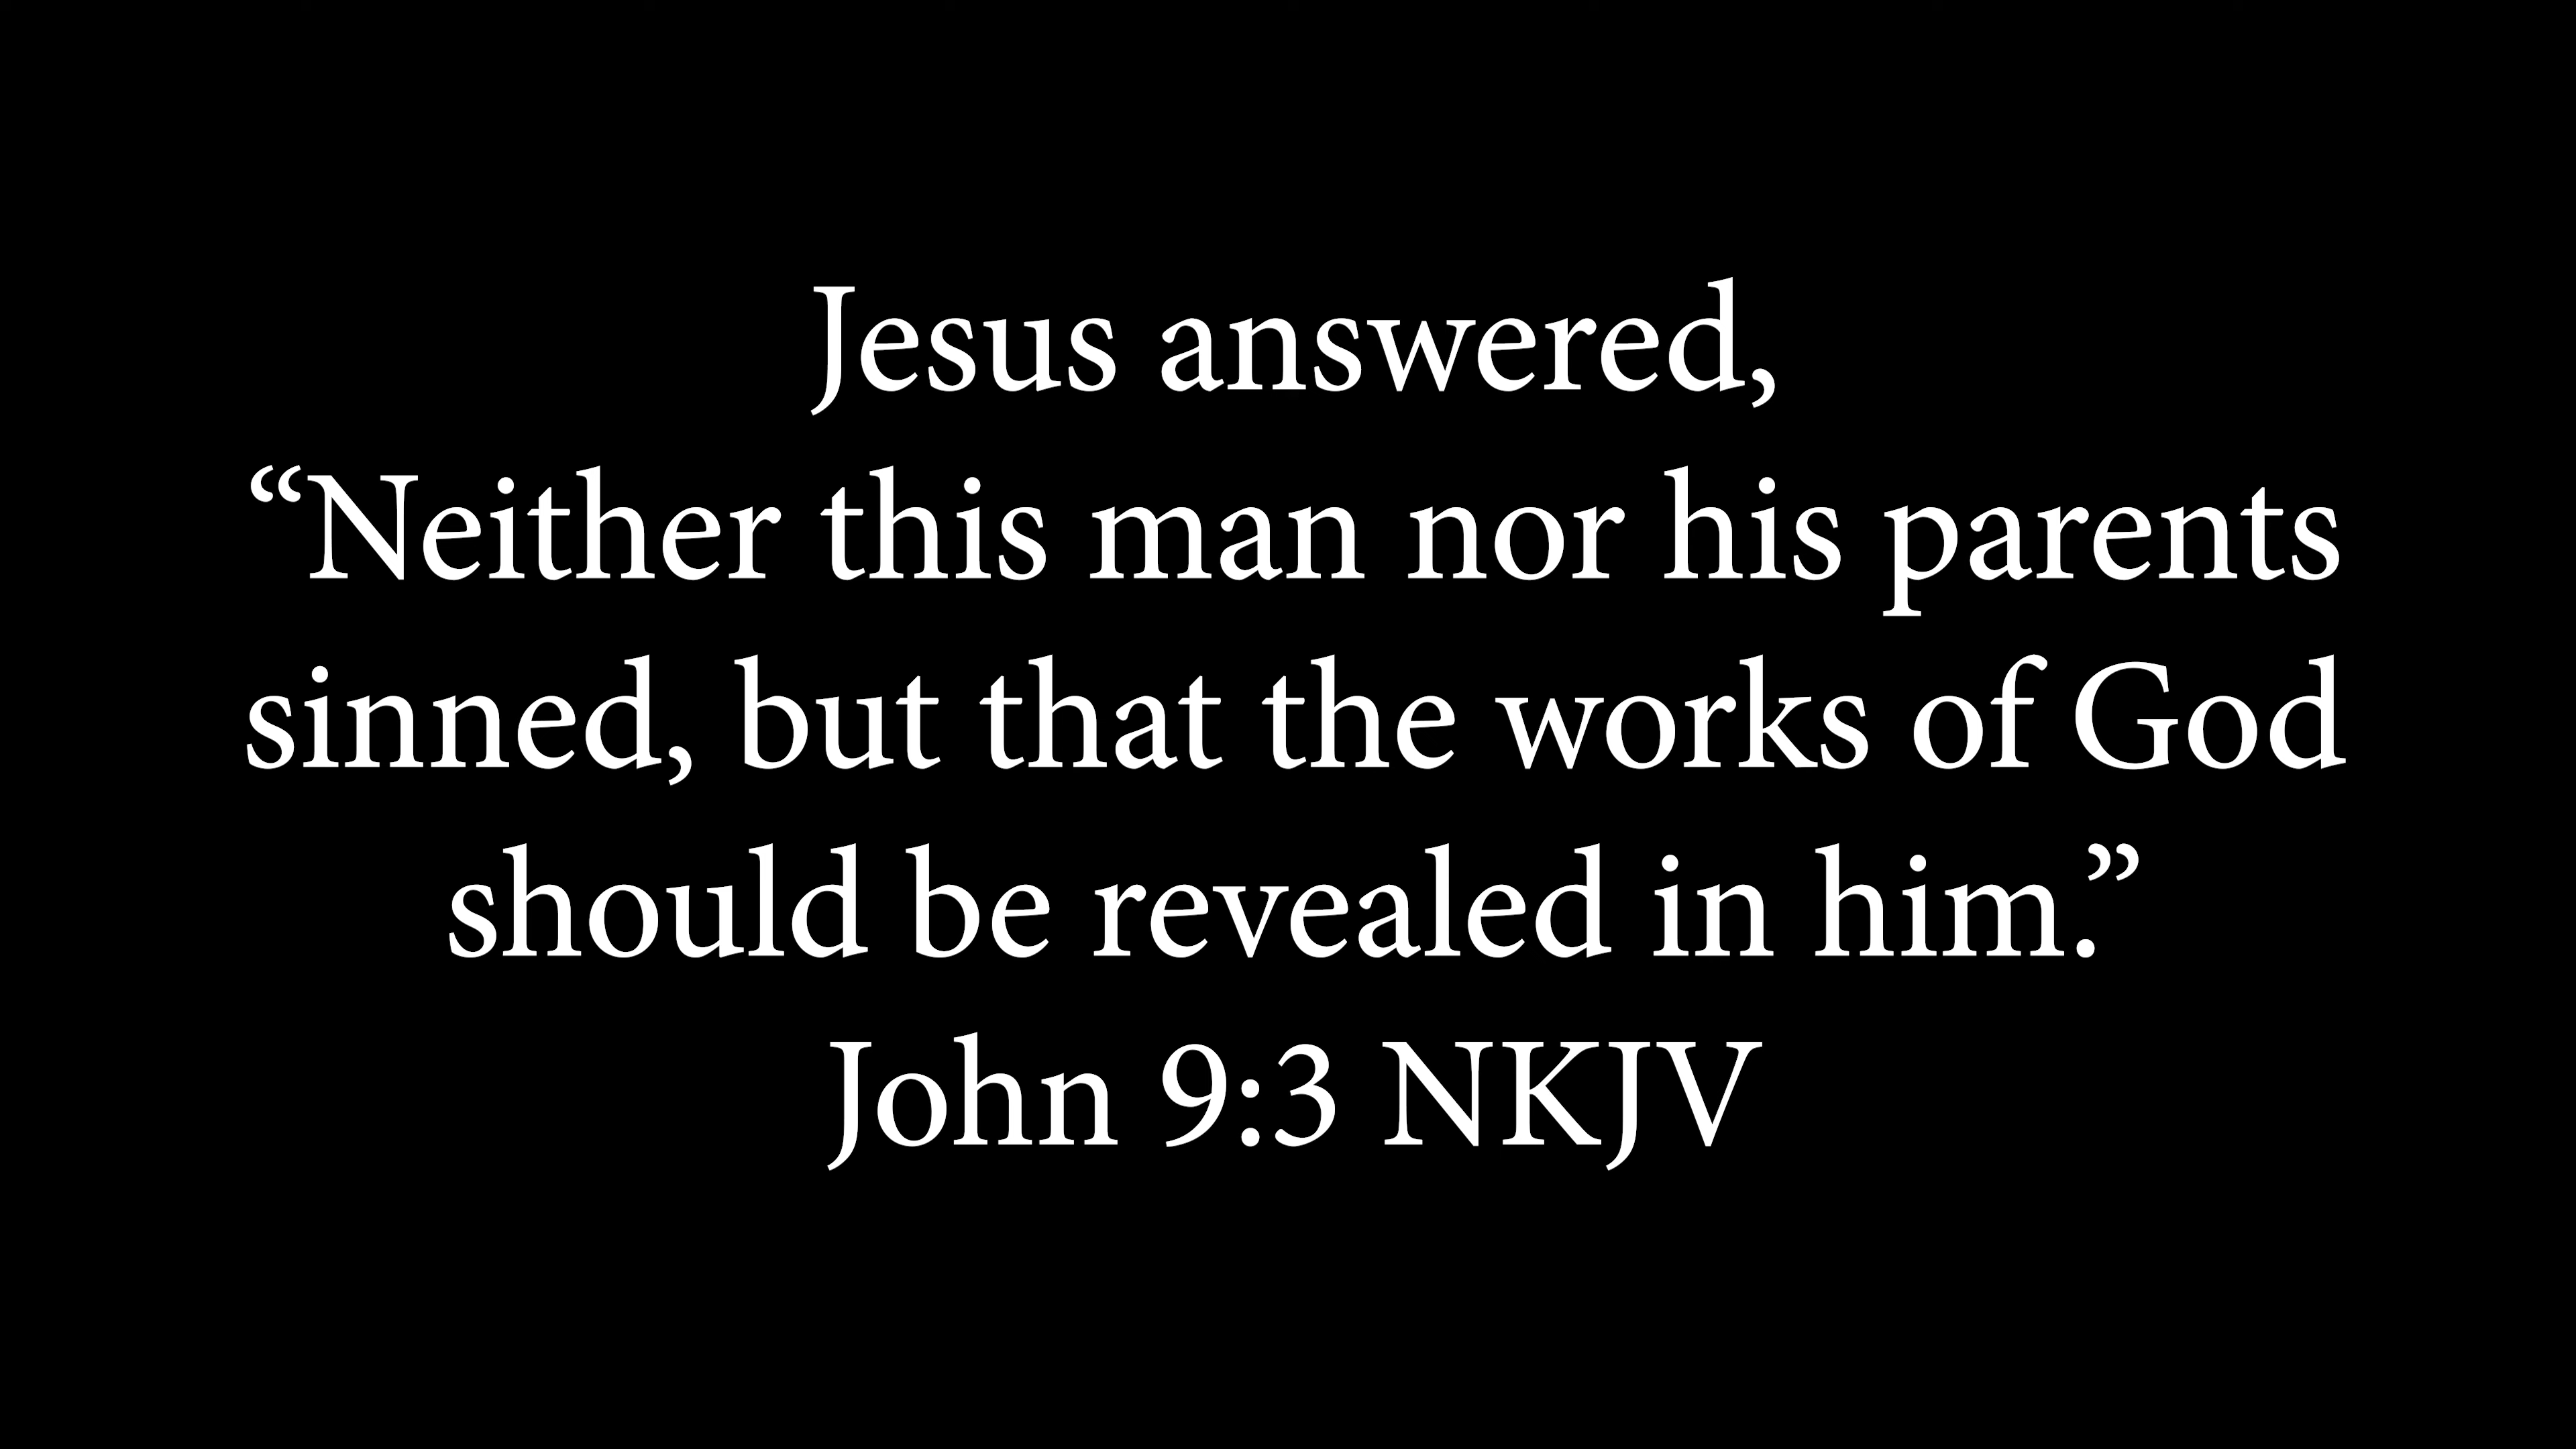 Jesus answered,
“Neither this man nor his parents
sinned, but that the works of God
should be revealed in him.”
John 9:3 NKJV